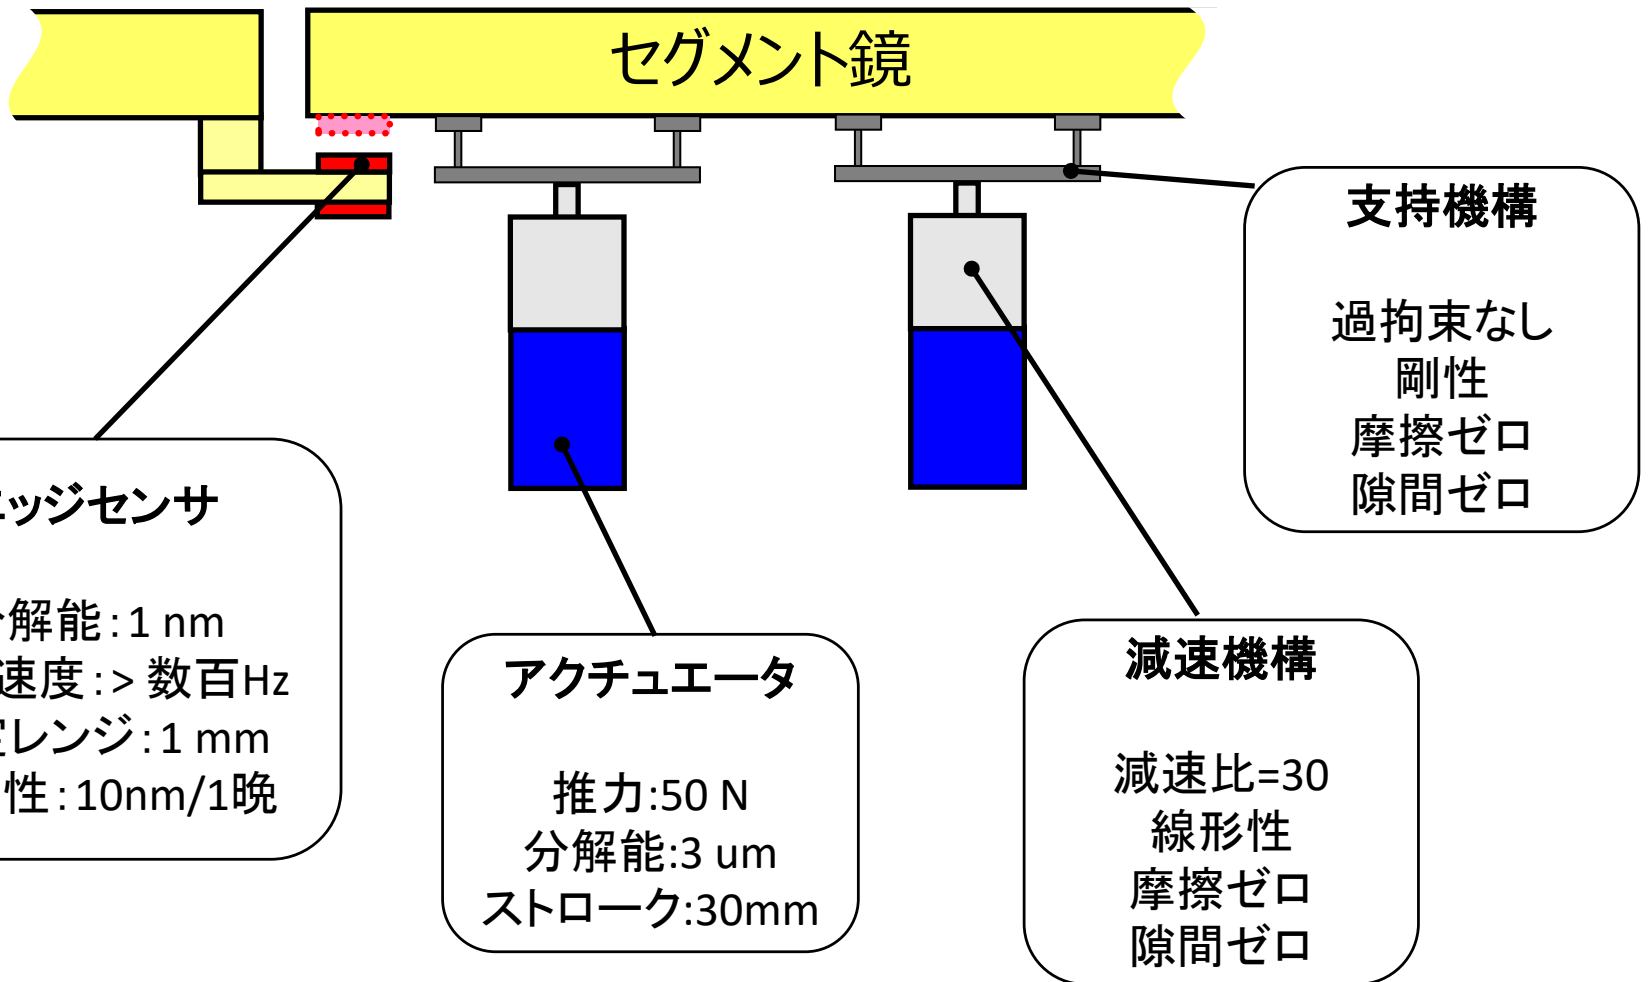 セグメント鏡
支持機構
過拘束なし
剛性
摩擦ゼロ
隙間ゼロ
ッジセンサ
解能:1 nm
速度:> 数百Hz
レンジ:1 mm
性:10nm/1晩
アクチュエータ
推力:50 N
分解能:3 um
ストローク:30mm
減速機構
減速比=30
線形性
摩擦ゼロ
隙間ゼロ